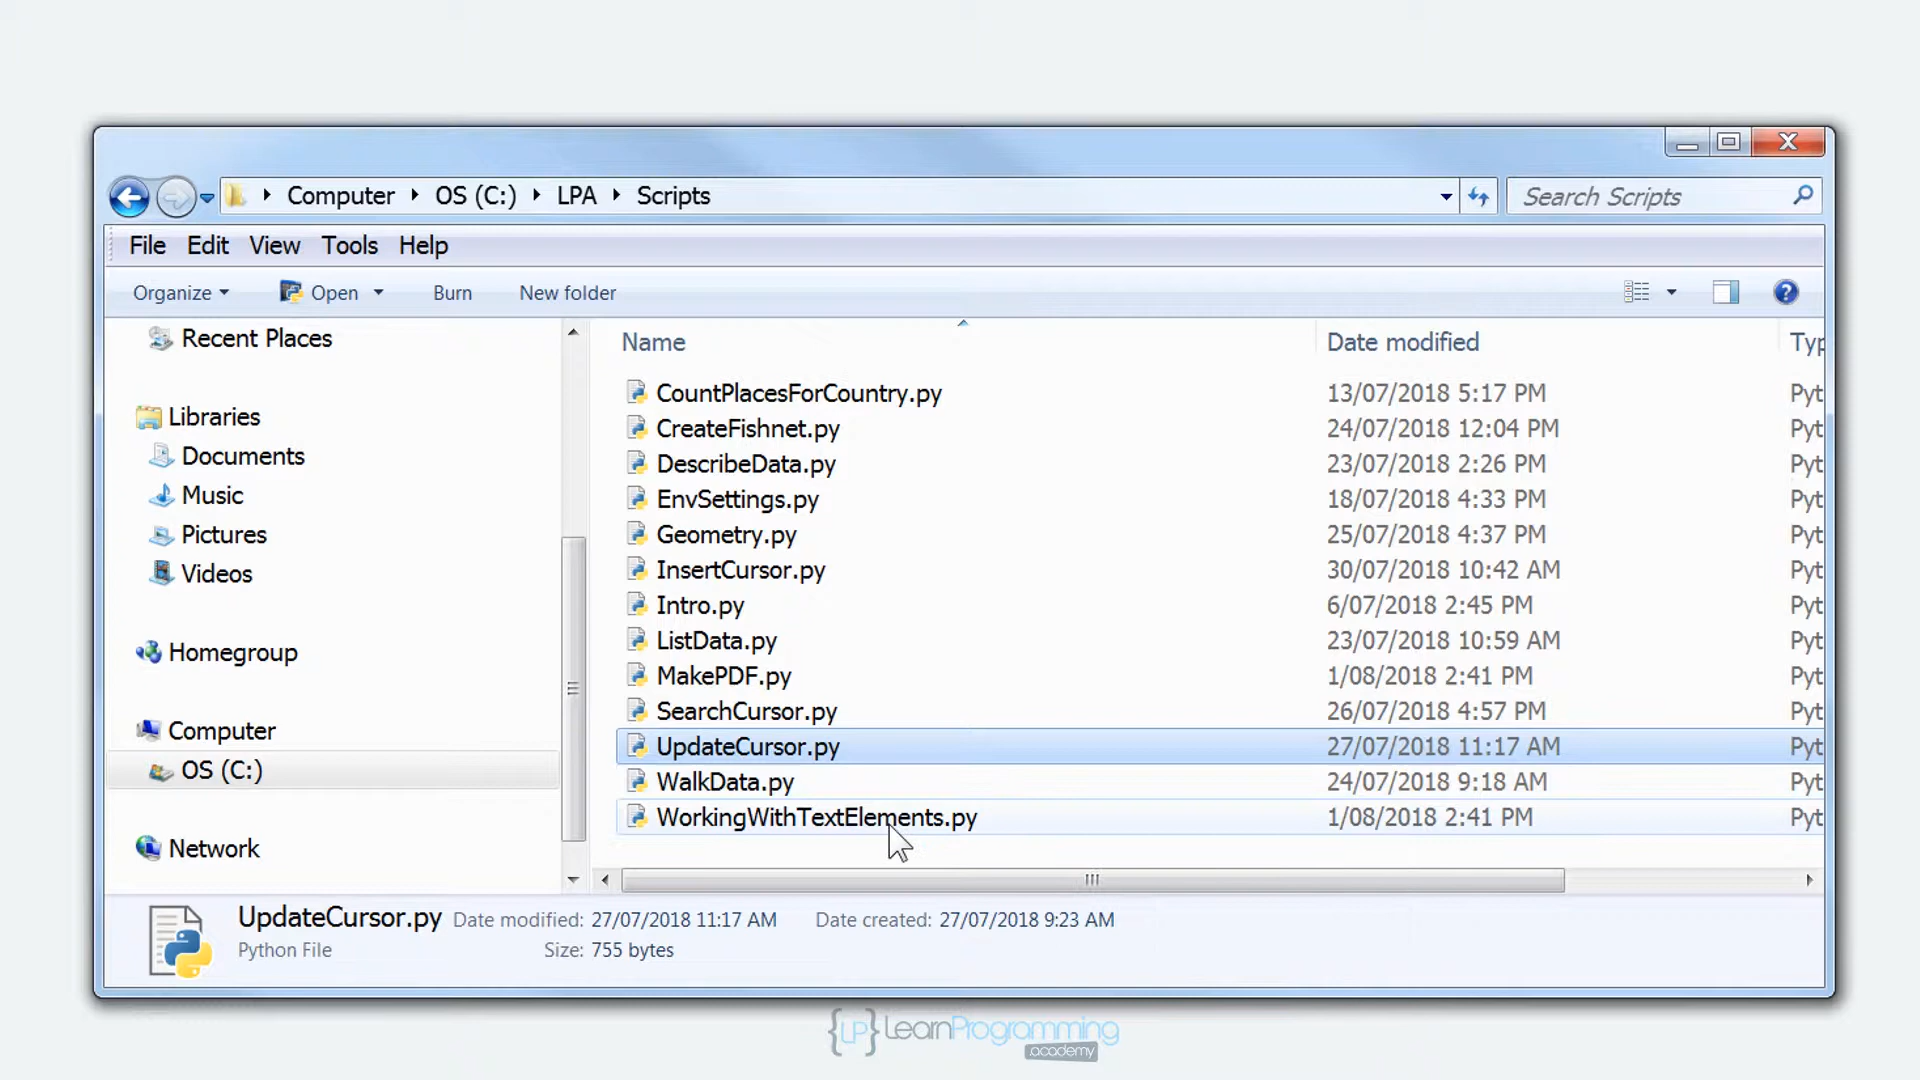 Computer OS (C:) LPA Scripts Search Scripts
File Edit View Tools Help
Organize Open Burn New folder
Recent Places
Libraries
Documents
Music
Pictures
Videos
Homegroup
Computer
OS (C:)
Network
Name Date modified Typ
CountPlacesForCountry.py 13/07/2018 5:17 PM Pyt
CreateFishnet.py 24/07/2018 12:04 PM Pyt
DescribeData.py 23/07/2018 2:26 PM Pyt
EnvSettings.py 18/07/2018 4:33 PM Pyt
Geometry.py 25/07/2018 4:37 PM Pyt
InsertCursor.py 30/07/2018 10:42 AM Pyt
Intro.py 6/07/2018 2:45 PM Pyt
ListData.py 23/07/2018 10:59 AM Pyt
MakePDF.py 1/08/2018 2:41 PM Pyt
SearchCursor.py 26/07/2018 4:57 PM Pyt
UpdateCursor.py 27/07/2018 11:17 AM Pyt
WalkData.py 24/07/2018 9:18 AM Pyt
WorkingWithTextElements.py 1/08/2018 2:41 PM Pyt
UpdateCursor.py Date modified: 27/07/2018 11:17 AM Date created: 27/07/2018 9:23 AM
Python File Size: 755 bytes
{LP} LearnProgramming
.academy